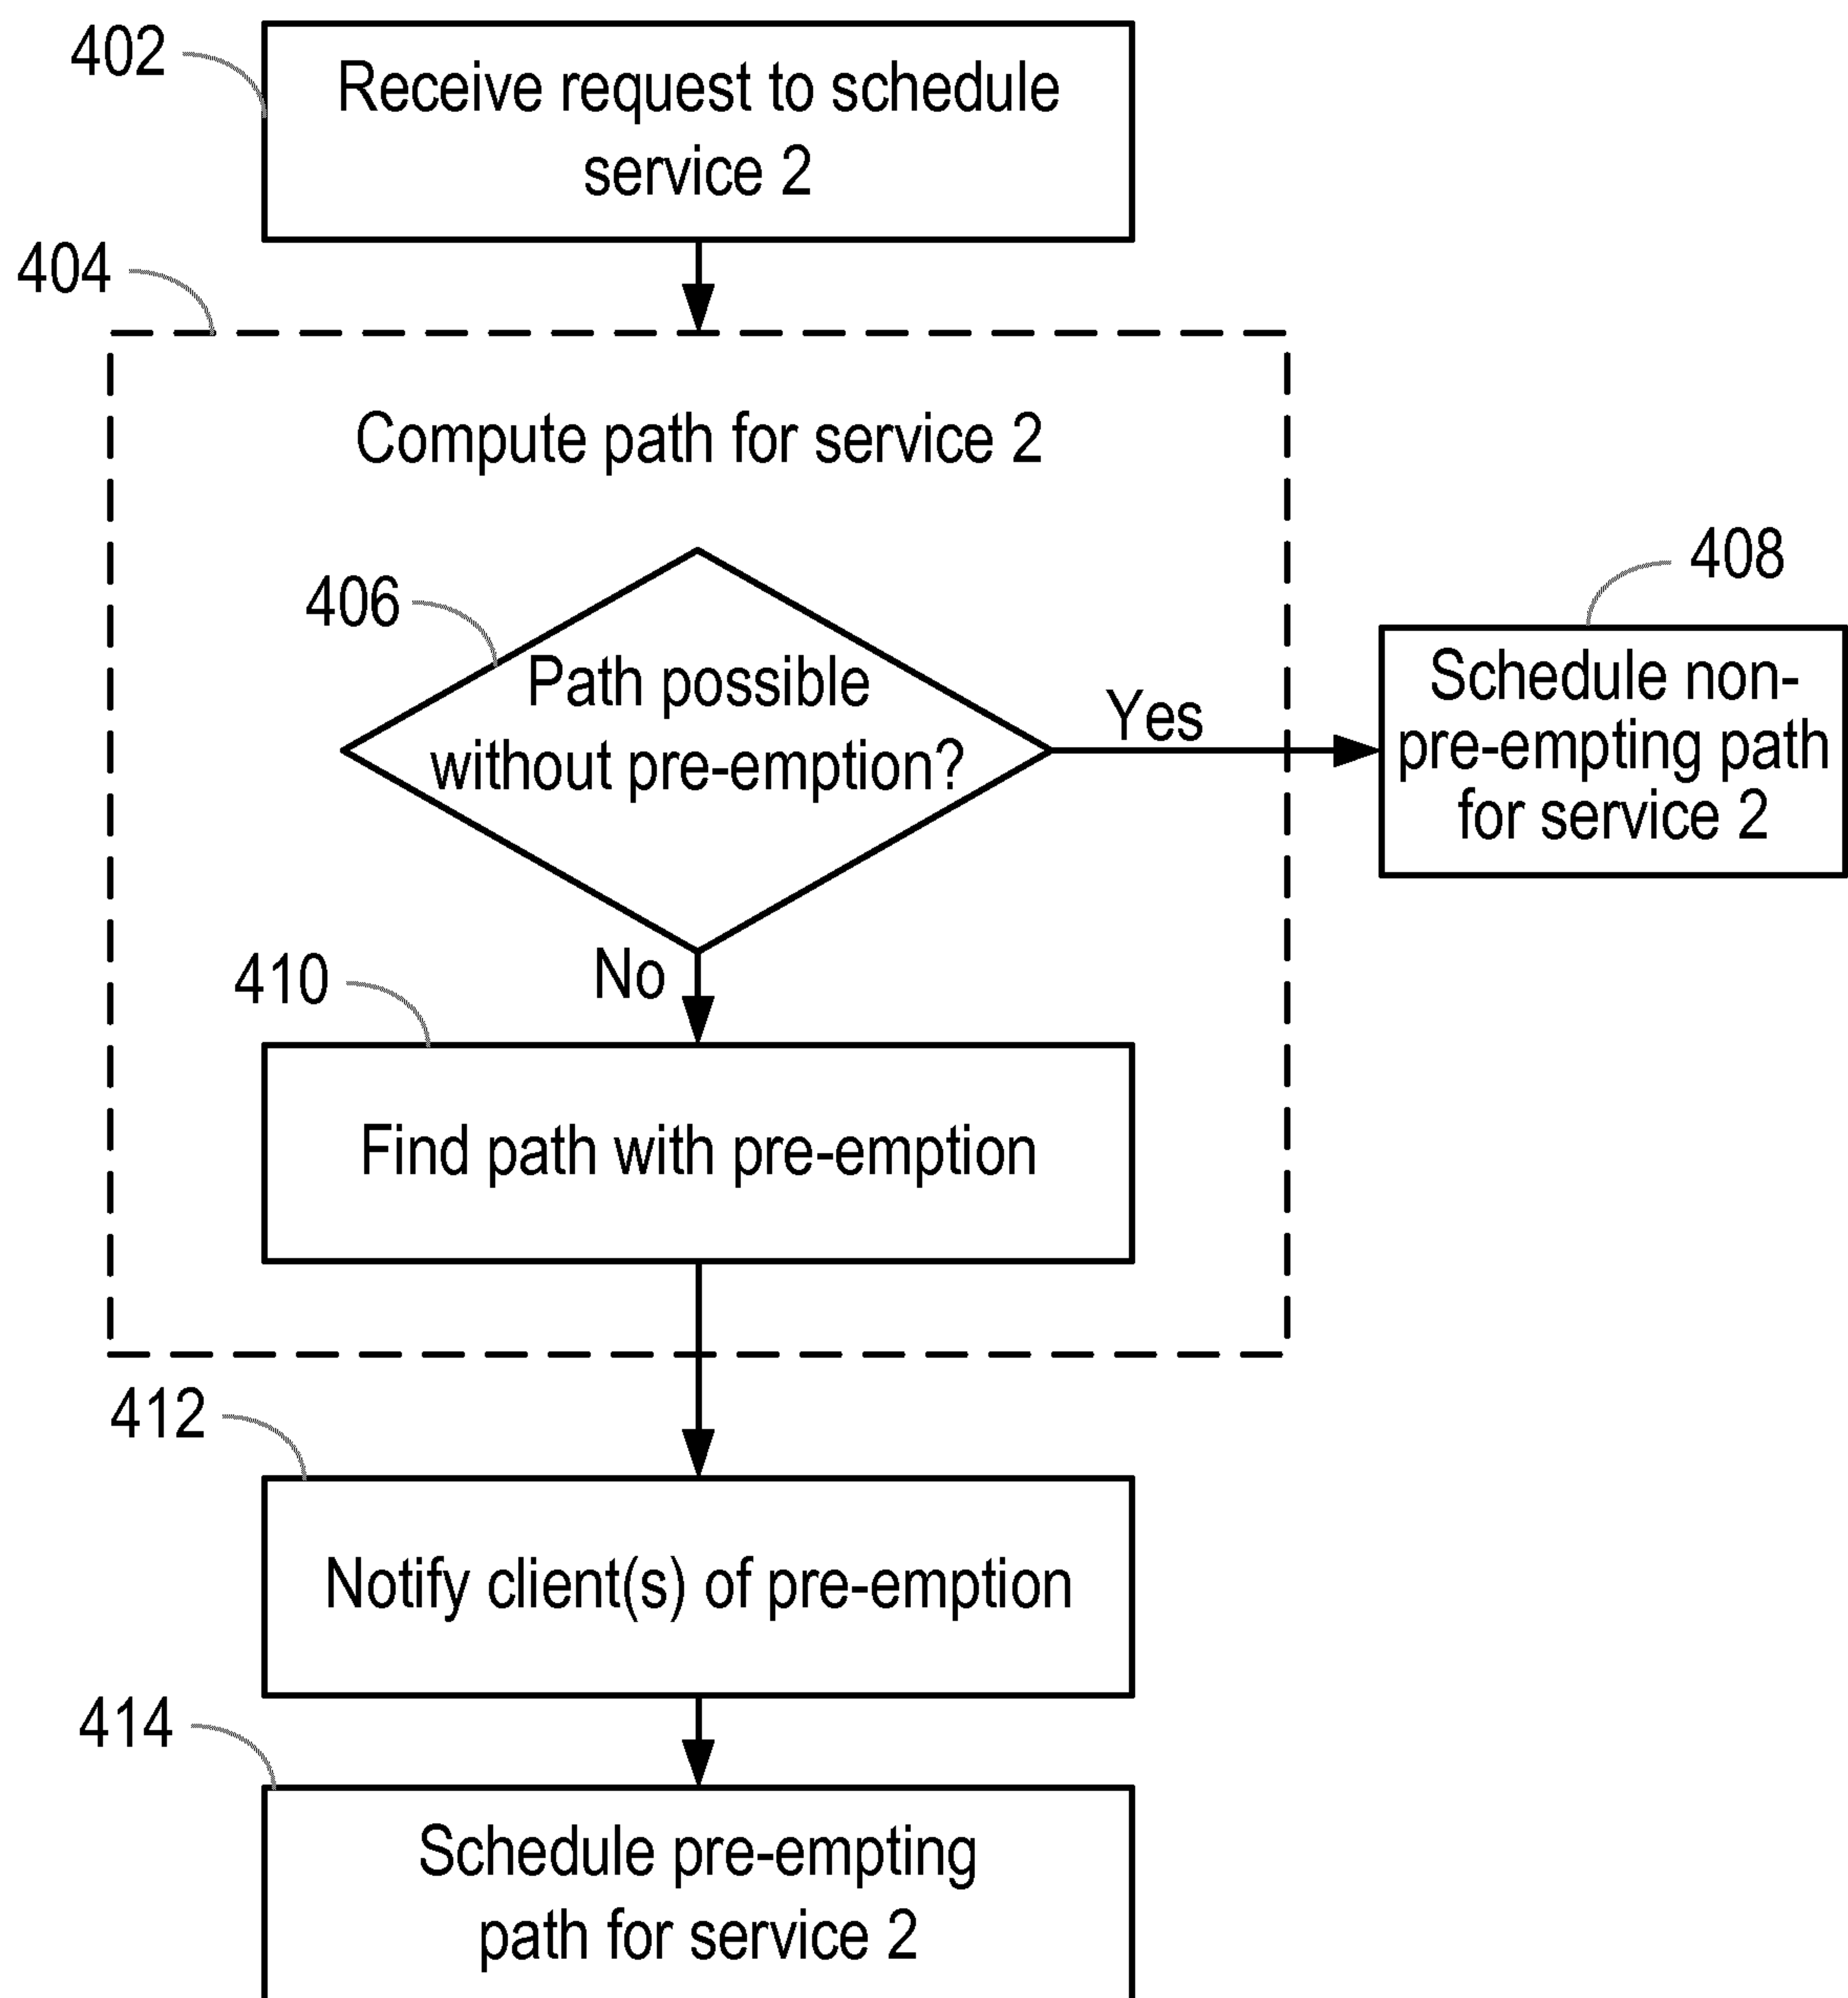 402
Receive request to schedule
service 2
404
Compute path for service 2
406
Path possible
without pre-emption?
Yes
408
Schedule non-
pre-empting path
for service 2
No
410
Find path with pre-emption
412
Notify client(s) of pre-emption
414
Schedule pre-empting
path for service 2